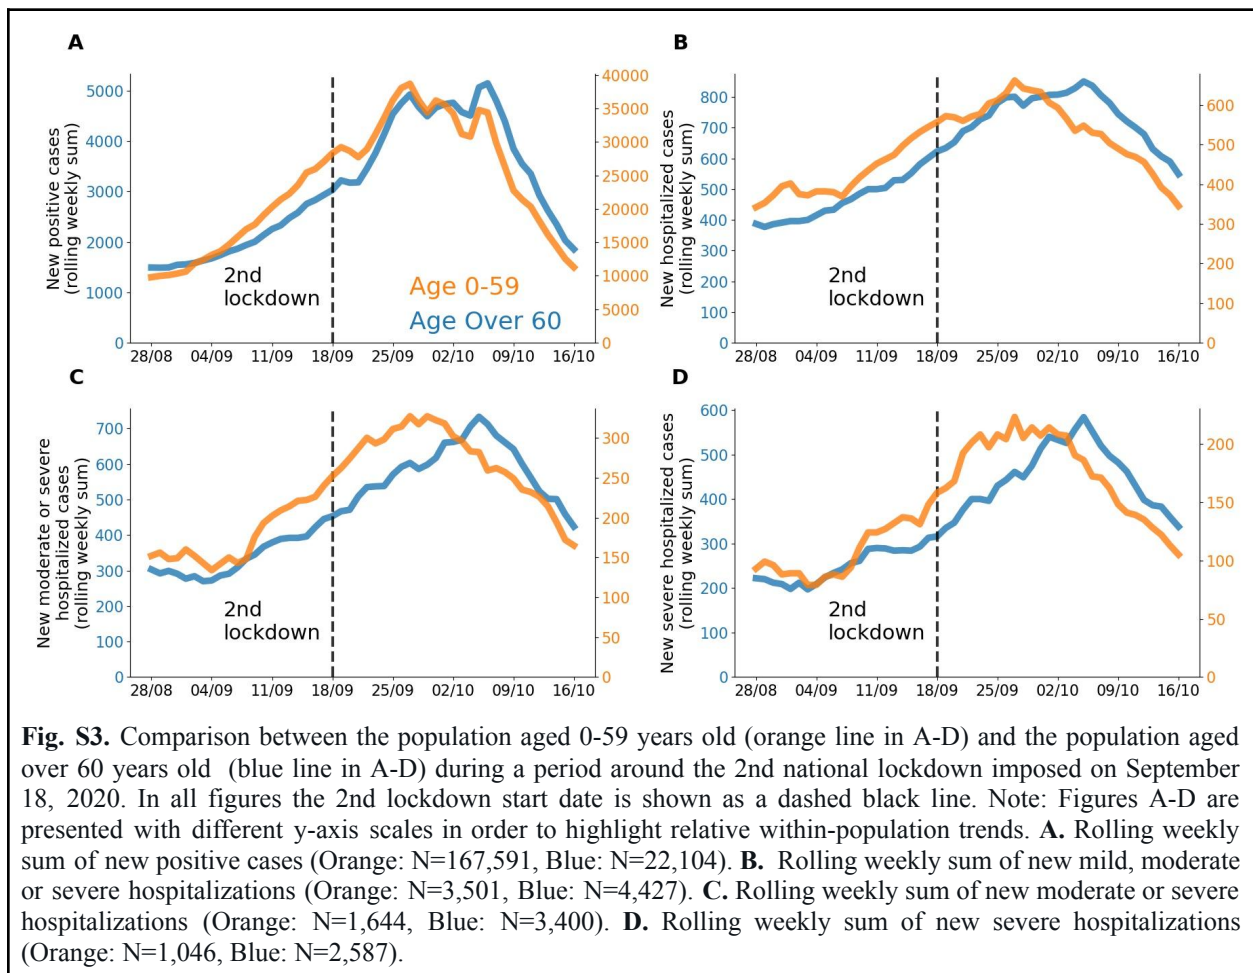 A
New positive cases
(rolling weekly sum)
5000
4000
3000
2000
1000
0
40000
35000
30000
25000
20000
15000
10000
5000
0
2nd
lockdown
Age 0-59
Age Over 60
28/08 04/09 11/09 18/09 25/09 02/10 09/10 16/10
B
New hospitalized cases
(rolling weekly sum)
800
700
600
500
400
300
200
100
0
600
500
400
300
200
100
0
2nd
lockdown
28/08 04/09 11/09 18/09 25/09 02/10 09/10 16/10
C
New moderate or severe
hospitalized cases
(rolling weekly sum)
700
600
500
400
300
200
100
0
300
250
200
150
100
50
0
2nd
lockdown
28/08 04/09 11/09 18/09 25/09 02/10 09/10 16/10
D
New severe hospitalized cases
(rolling weekly sum)
600
500
400
300
200
100
0
200
150
100
50
0
2nd
lockdown
28/08 04/09 11/09 18/09 25/09 02/10 09/10 16/10
Fig. S3. Comparison between the population aged 0-59 years old (orange line in A-D) and the population aged
over 60 years old (blue line in A-D) during a period around the 2nd national lockdown imposed on September
18, 2020. In all figures the 2nd lockdown start date is shown as a dashed black line. Note: Figures A-D are
presented with different y-axis scales in order to highlight relative within-population trends. A. Rolling weekly
sum of new positive cases (Orange: N=167,591, Blue: N=22,104). B. Rolling weekly sum of new mild, moderate
or severe hospitalizations (Orange: N=3,501, Blue: N=4,427). C. Rolling weekly sum of new moderate or severe
hospitalizations (Orange: N=1,644, Blue: N=3,400). D. Rolling weekly sum of new severe hospitalizations
(Orange: N=1,046, Blue: N=2,587).